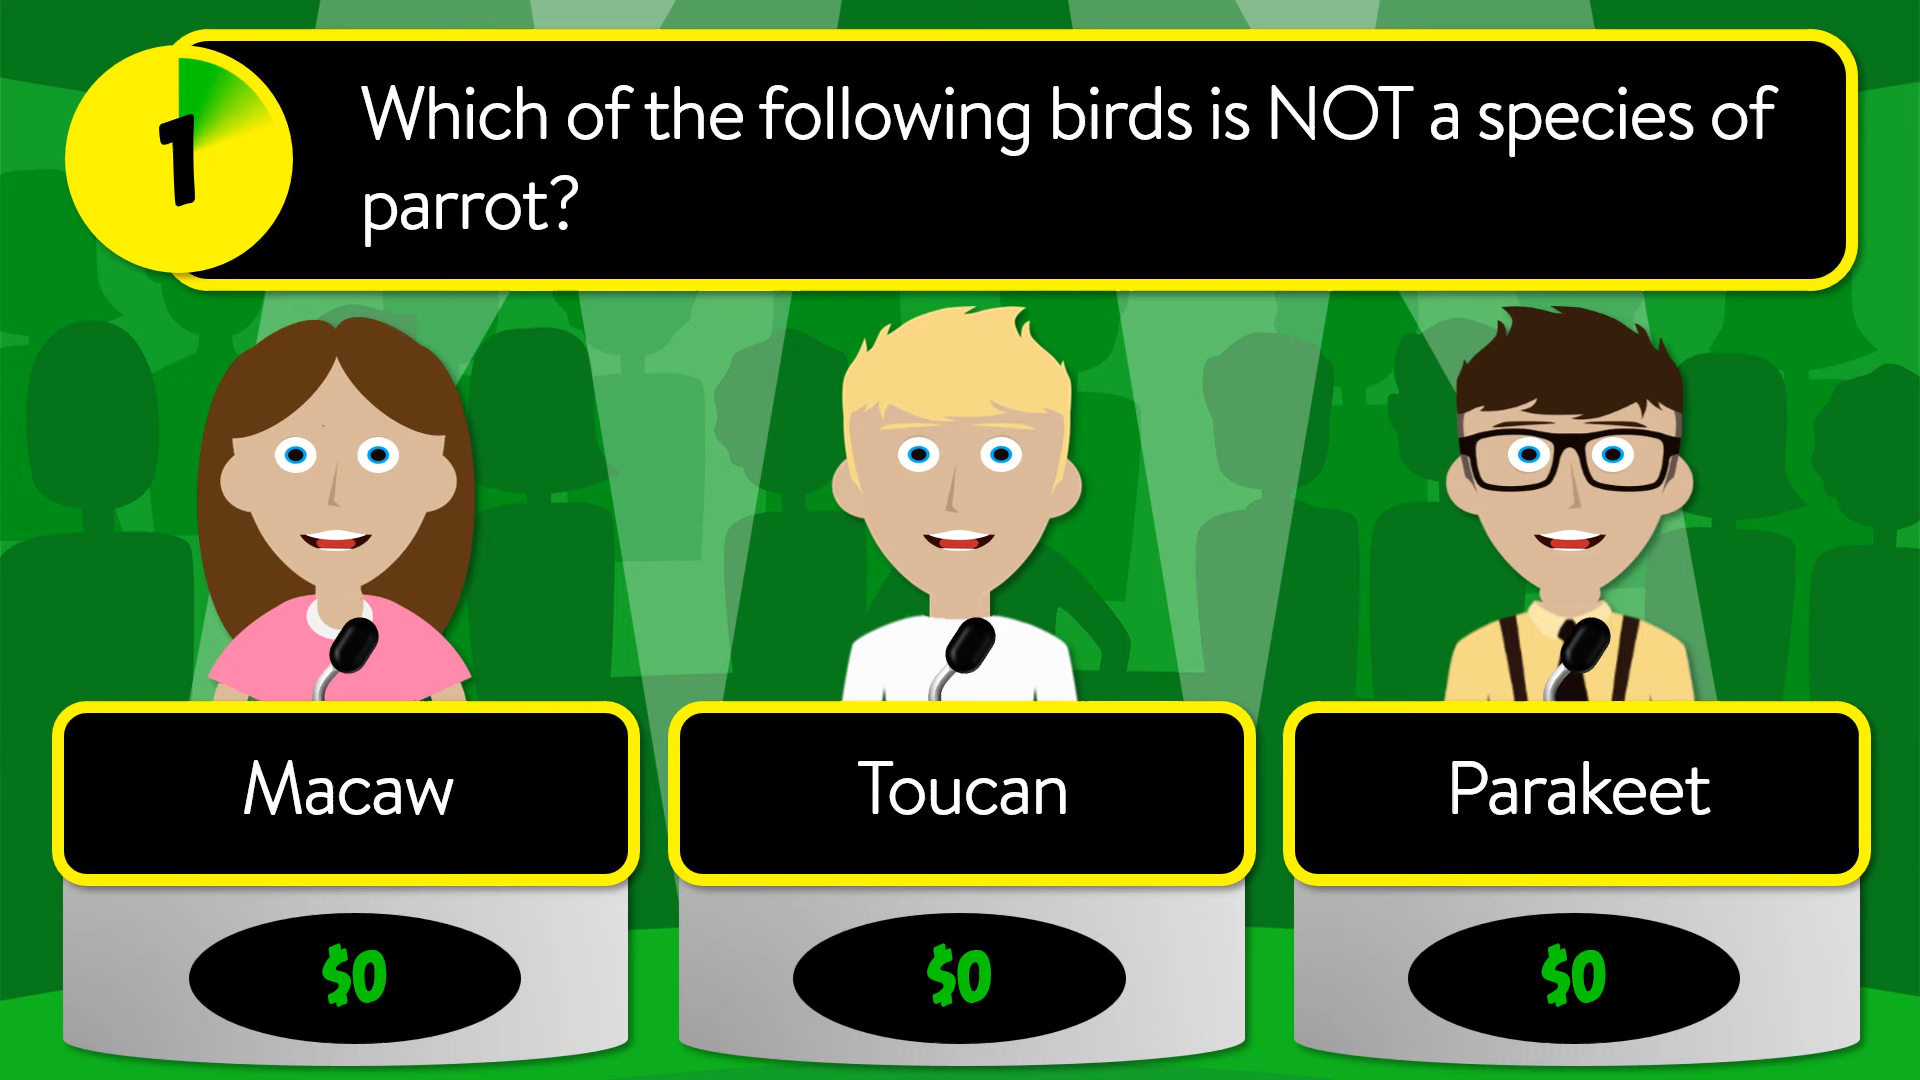 1
Which of the following birds is NOT a species of
parrot?
Macaw
Toucan
Parakeet
$0
$0
$0